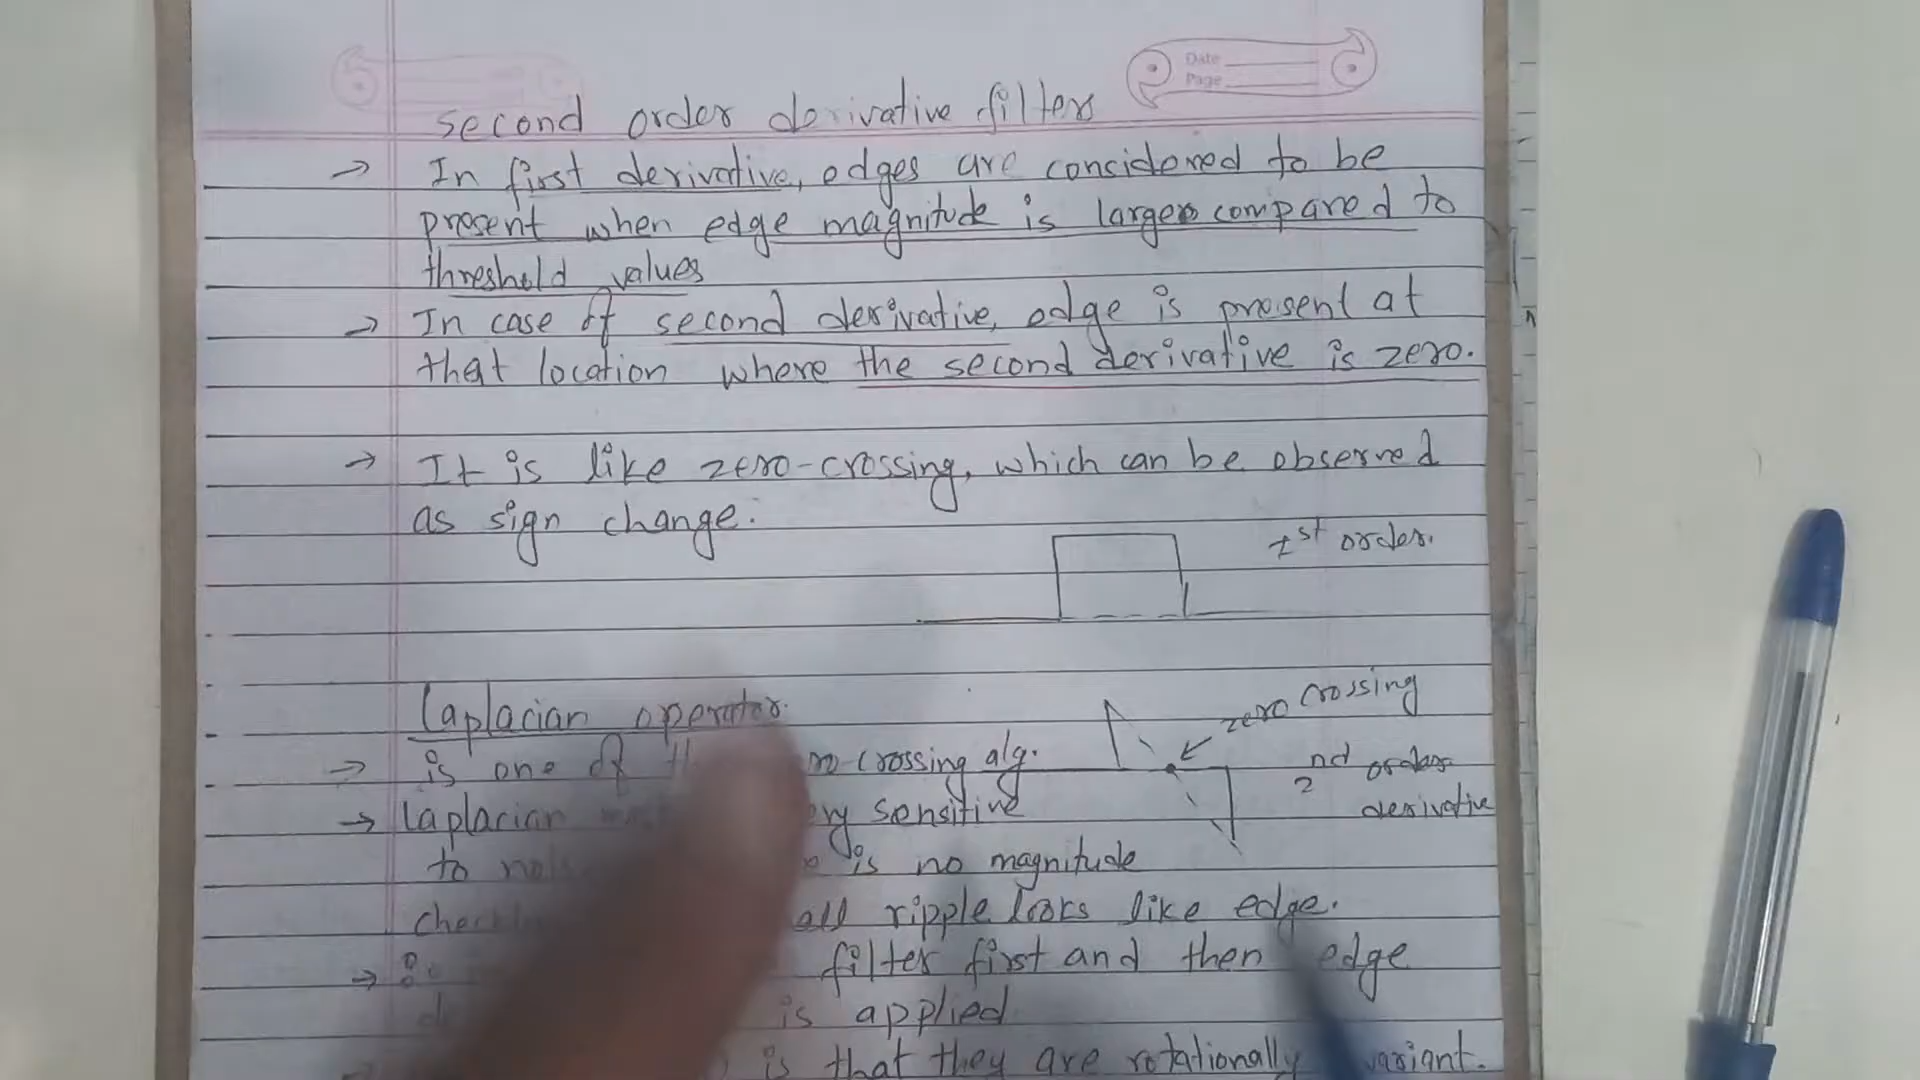 Date
Page
Second order derivative filters
→ In first derivative, edges are considered to be
present when edge magnitude is large compared to
threshold values
→ In case of second derivative, edge is present at
that location where the second derivative is zero.
→ It is like zero-crossing, which can be observed
as sign change.
1st order.
Laplacian operator.
zero crossing
→ is one of crossing alg.
2nd order
derivative
→ Laplacian sensitive
to is no magnitude
all ripple looks like edge.
→ filter first and then edge
is applied
is that they are rotationally